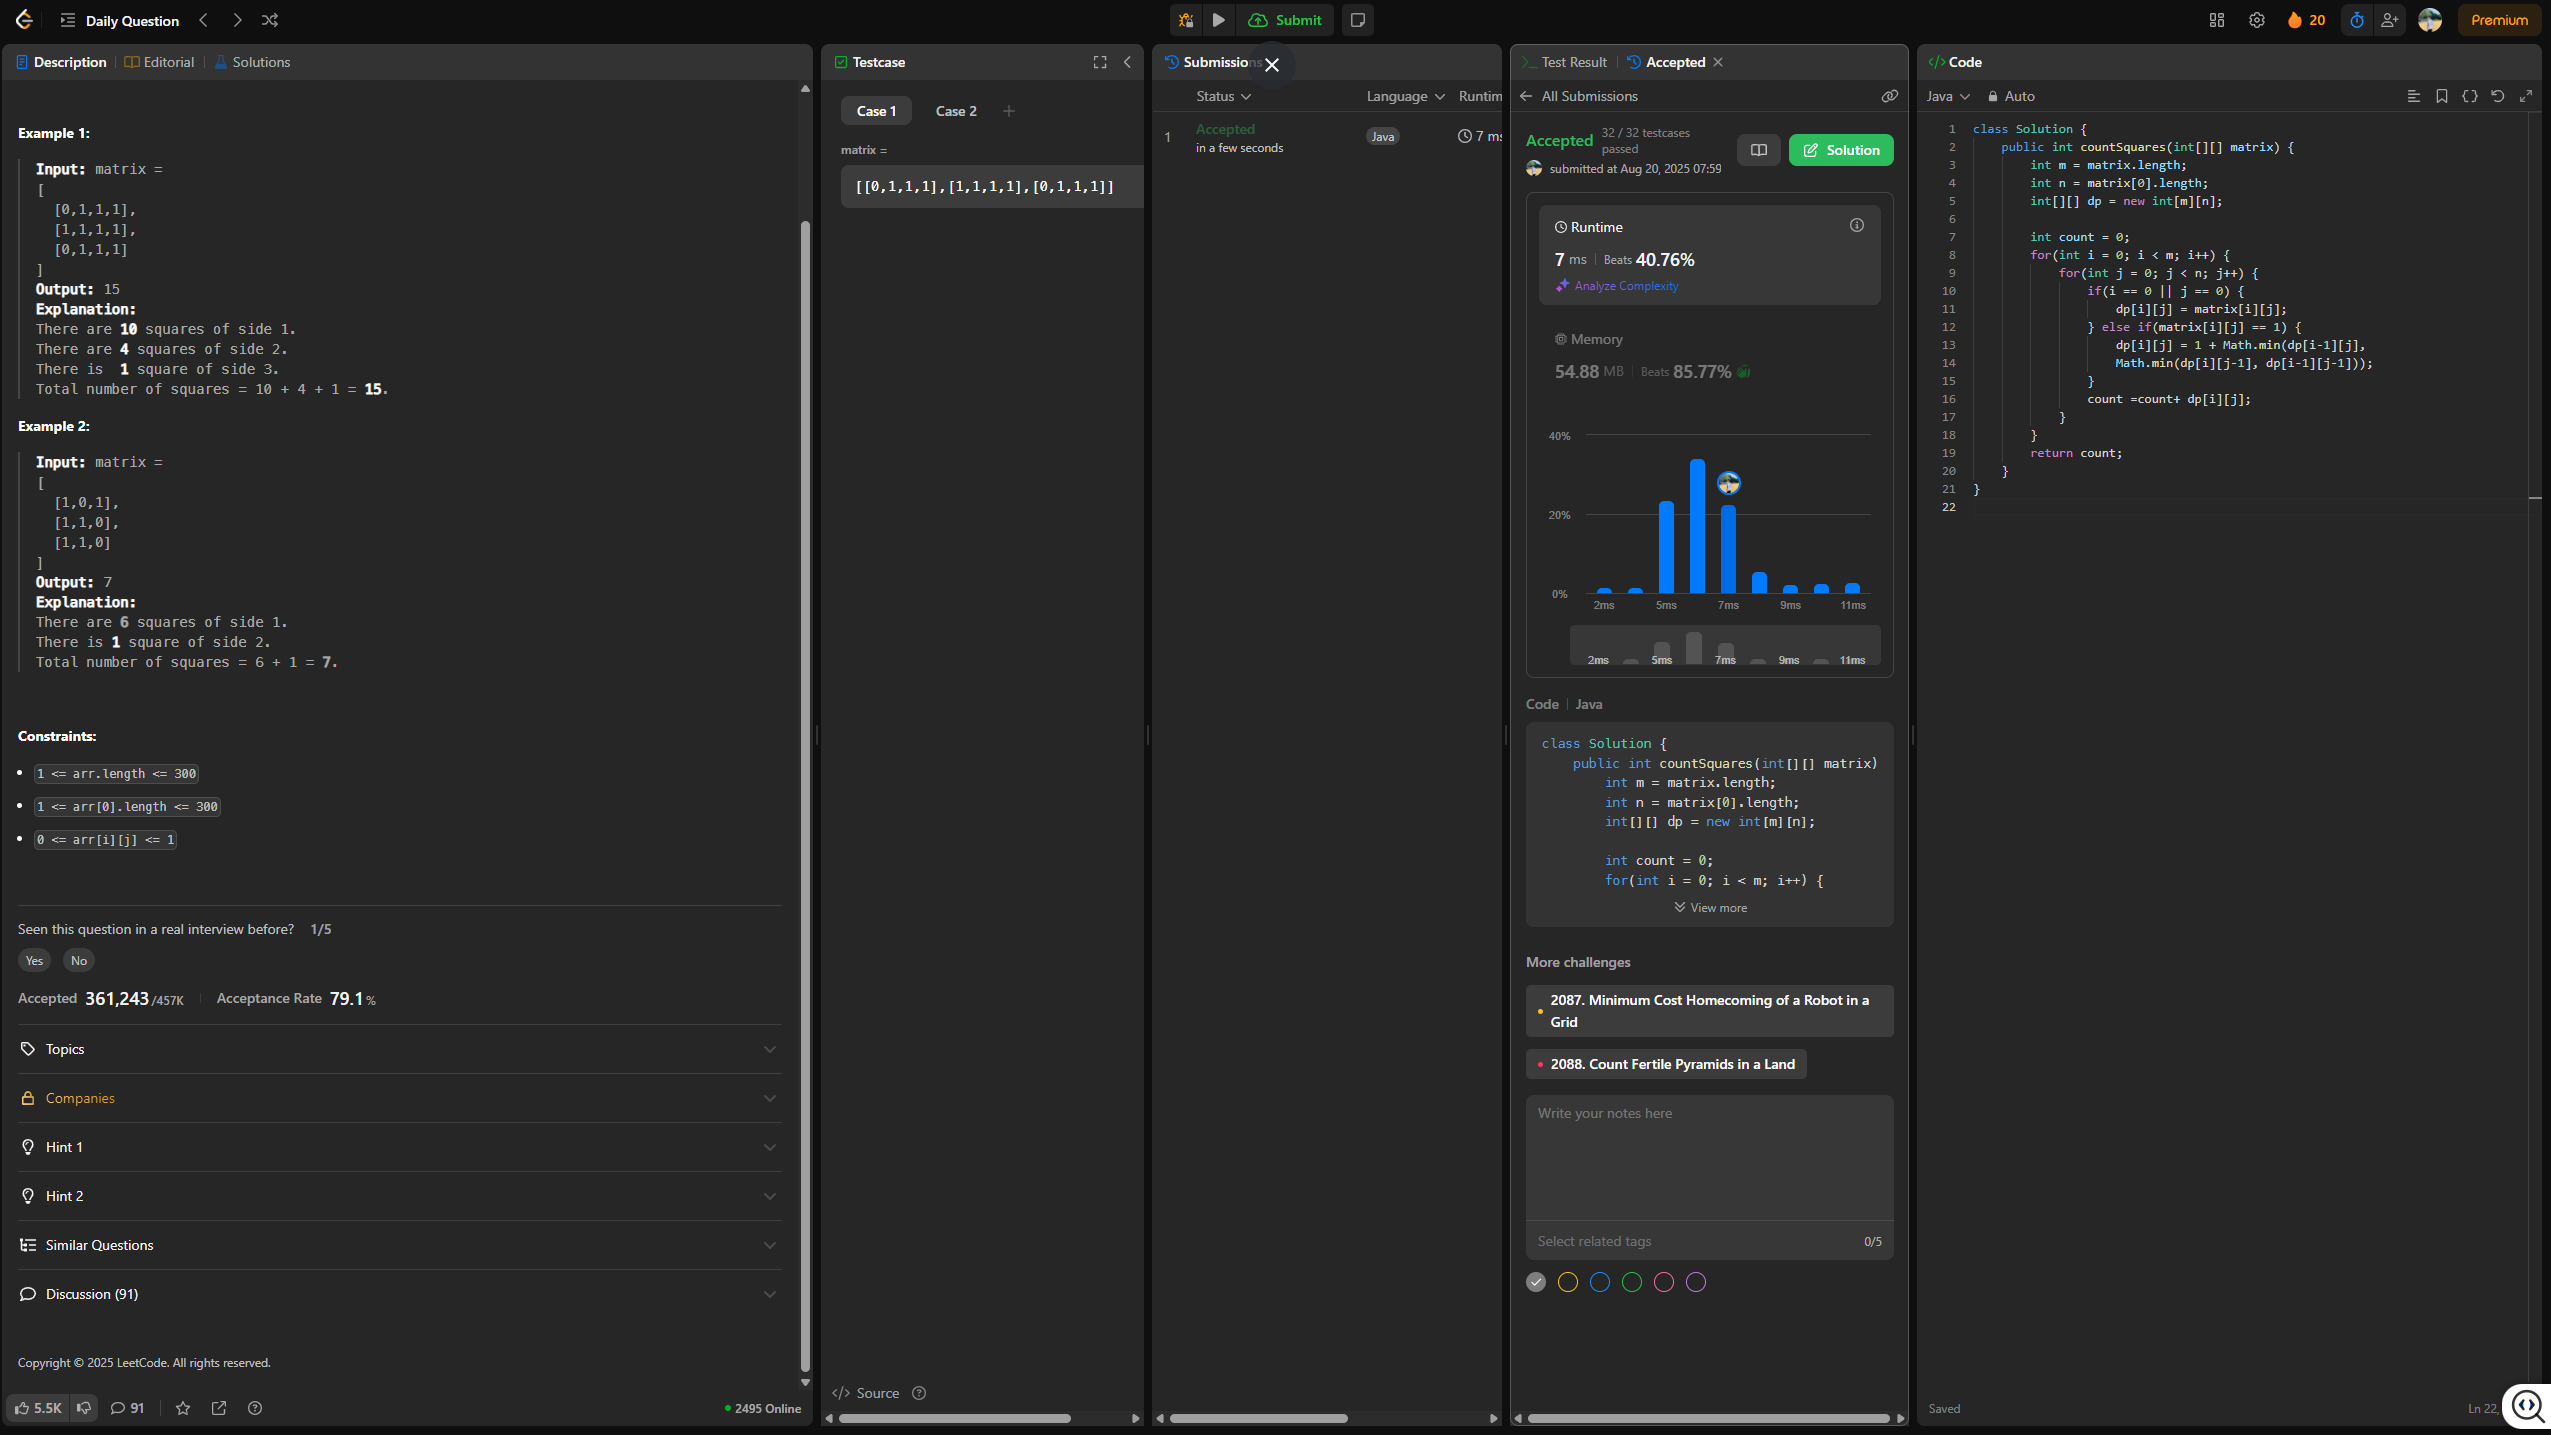 Daily Question
Submit
20
Premium
Description
Editorial
Solutions
Example 1:
Input: matrix =
[
[0,1,1,1],
[1,1,1,1],
[0,1,1,1]
]
Output: 15
Explanation:
There are 10 squares of side 1.
There are 4 squares of side 2.
There is 1 square of side 3.
Total number of squares = 10 + 4 + 1 = 15.
Example 2:
Input: matrix =
[
[1,0,1],
[1,1,0],
[1,1,0]
]
Output: 7
Explanation:
There are 6 squares of side 1.
There is 1 square of side 2.
Total number of squares = 6 + 1 = 7.
Constraints:
1 <= arr.length <= 300
1 <= arr[0].length <= 300
0 <= arr[i][j] <= 1
Seen this question in a real interview before? 1/5
Yes No
Accepted 361,243/457K Acceptance Rate 79.1%
Topics
Companies
Hint 1
Hint 2
Similar Questions
Discussion (91)
Copyright © 2025 LeetCode. All rights reserved.
5.5K 91 2495 Online
Testcase
Case 1 Case 2
matrix =
[[0,1,1,1],[1,1,1,1],[0,1,1,1]]
</> Source
Submissions
Status Language Runtim
1 Accepted Java 7 ms
in a few seconds
Test Result Accepted
All Submissions
Accepted 32 / 32 testcases passed
submitted at Aug 20, 2025 07:59
Solution
Runtime
7 ms Beats 40.76%
Analyze Complexity
Memory
54.88 MB Beats 85.77%
40%
20%
0%
2ms 5ms 7ms 9ms 11ms
2ms 5ms 7ms 9ms 11ms
Code Java
class Solution {
public int countSquares(int[][] matrix)
int m = matrix.length;
int n = matrix[0].length;
int[][] dp = new int[m][n];
int count = 0;
for(int i = 0; i < m; i++) {
View more
More challenges
2087. Minimum Cost Homecoming of a Robot in a
Grid
2088. Count Fertile Pyramids in a Land
Write your notes here
Select related tags 0/5
</> Code
Java Auto
1 class Solution {
2 public int countSquares(int[][] matrix) {
3 int m = matrix.length;
4 int n = matrix[0].length;
5 int[][] dp = new int[m][n];
6
7 int count = 0;
8 for(int i = 0; i < m; i++) {
9 for(int j = 0; j < n; j++) {
10 if(i == 0 || j == 0) {
11 dp[i][j] = matrix[i][j];
12 } else if(matrix[i][j] == 1) {
13 dp[i][j] = 1 + Math.min(dp[i-1][j],
14 Math.min(dp[i][j-1], dp[i-1][j-1]));
15 }
16 count =count+ dp[i][j];
17 }
18 }
19 return count;
20 }
21 }
22
Saved Ln 22,